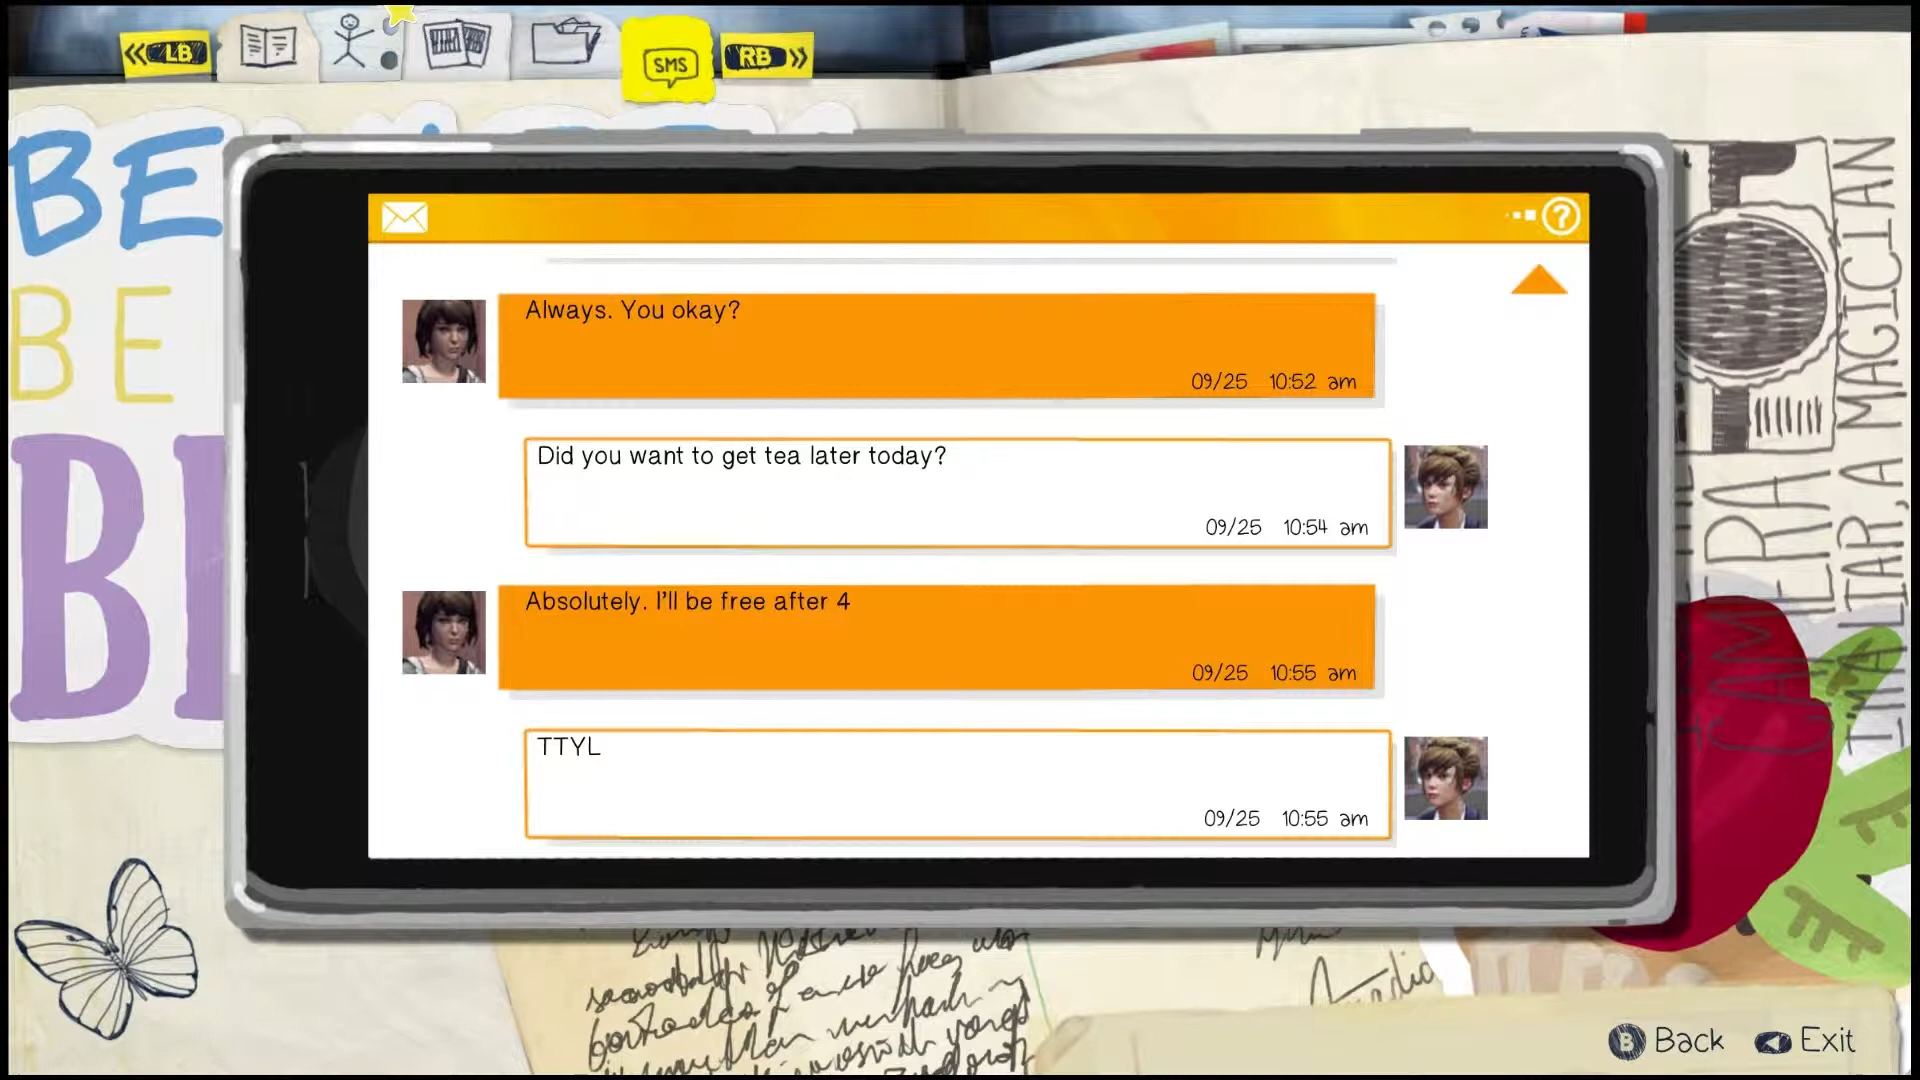 LB
SMS
RB
BE
BE
?
Always. You okay?
09/25 10:52 am
Did you want to get tea later today?
09/25 10:54 am
Absolutely. I'll be free after 4
09/25 10:55 am
TTYL
09/25 10:55 am
CAMERA
LIAR, A MAGICIAN
B Back
Exit